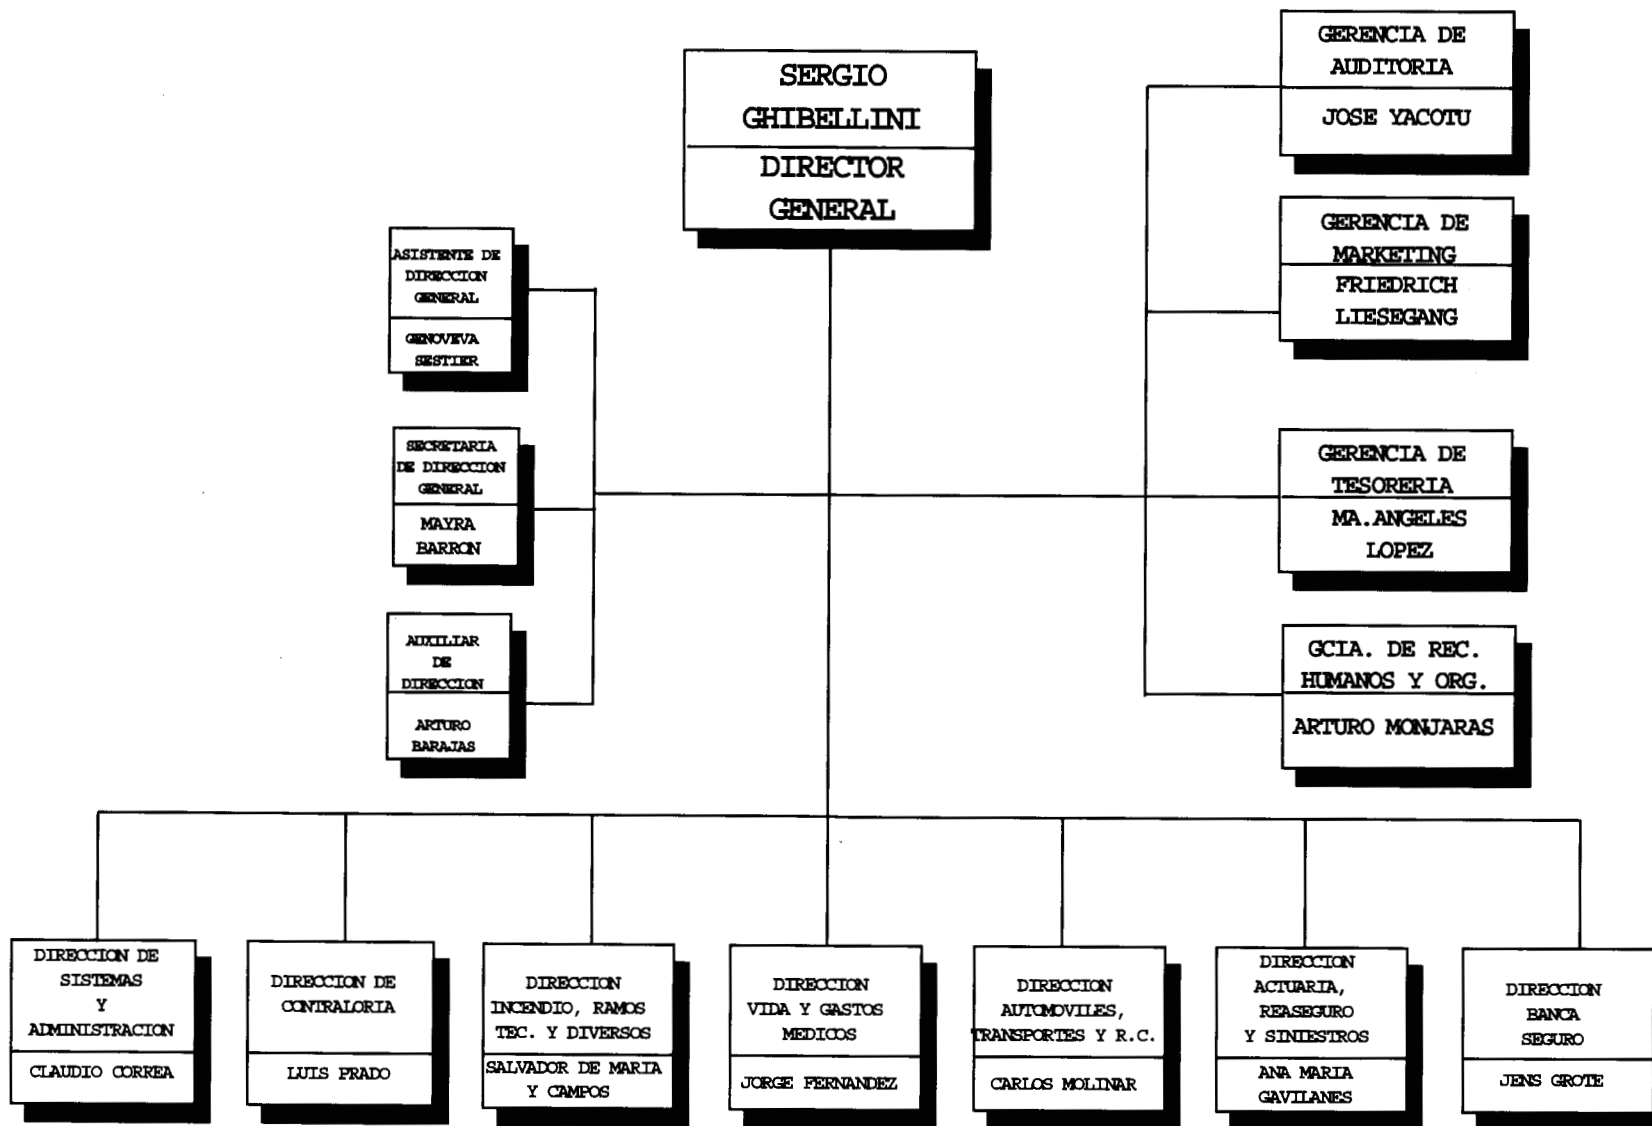 SERGIO
GHIBELLINI
DIRECTOR
GENERAL
GERENCIA DE
AUDITORIA
JOSE YACOTU
GERENCIA DE
MARKETING
FRIEDRICH
LIESEGANG
ASISTENTE DE
DIRECCION
GENERAL
GENOVEVA
SESTIER
SECRETARIA
DE DIRECCION
GENERAL
MAYRA
BARRON
GERENCIA DE
TESORERIA
MA.ANGELES
LOPEZ
AUXILIAR
DE
DIRECCION
ARTURO
BARAJAS
GCIA. DE REC.
HUMANOS Y ORG.
ARTURO MONJARAS
DIRECCION DE
SISTEMAS
Y
ADMINISTRACION
CLAUDIO CORREA
DIRECCION DE
CONTRALORIA
LUIS PRADO
DIRECCION
INCENDIO, RAMOS
TEC. Y DIVERSOS
SALVADOR DE MARIA
Y CAMPOS
DIRECCION
VIDA Y GASTOS
MEDICOS
JORGE FERNANDEZ
DIRECCION
AUTOMOVILES,
TRANSPORTES Y R.C.
CARLOS MOLINAR
DIRECCION
ACTUARIA,
REASEGURO
Y SINIESTROS
ANA MARIA
GAVILANES
DIRECCION
BANCA
SEGURO
JENS GROTE